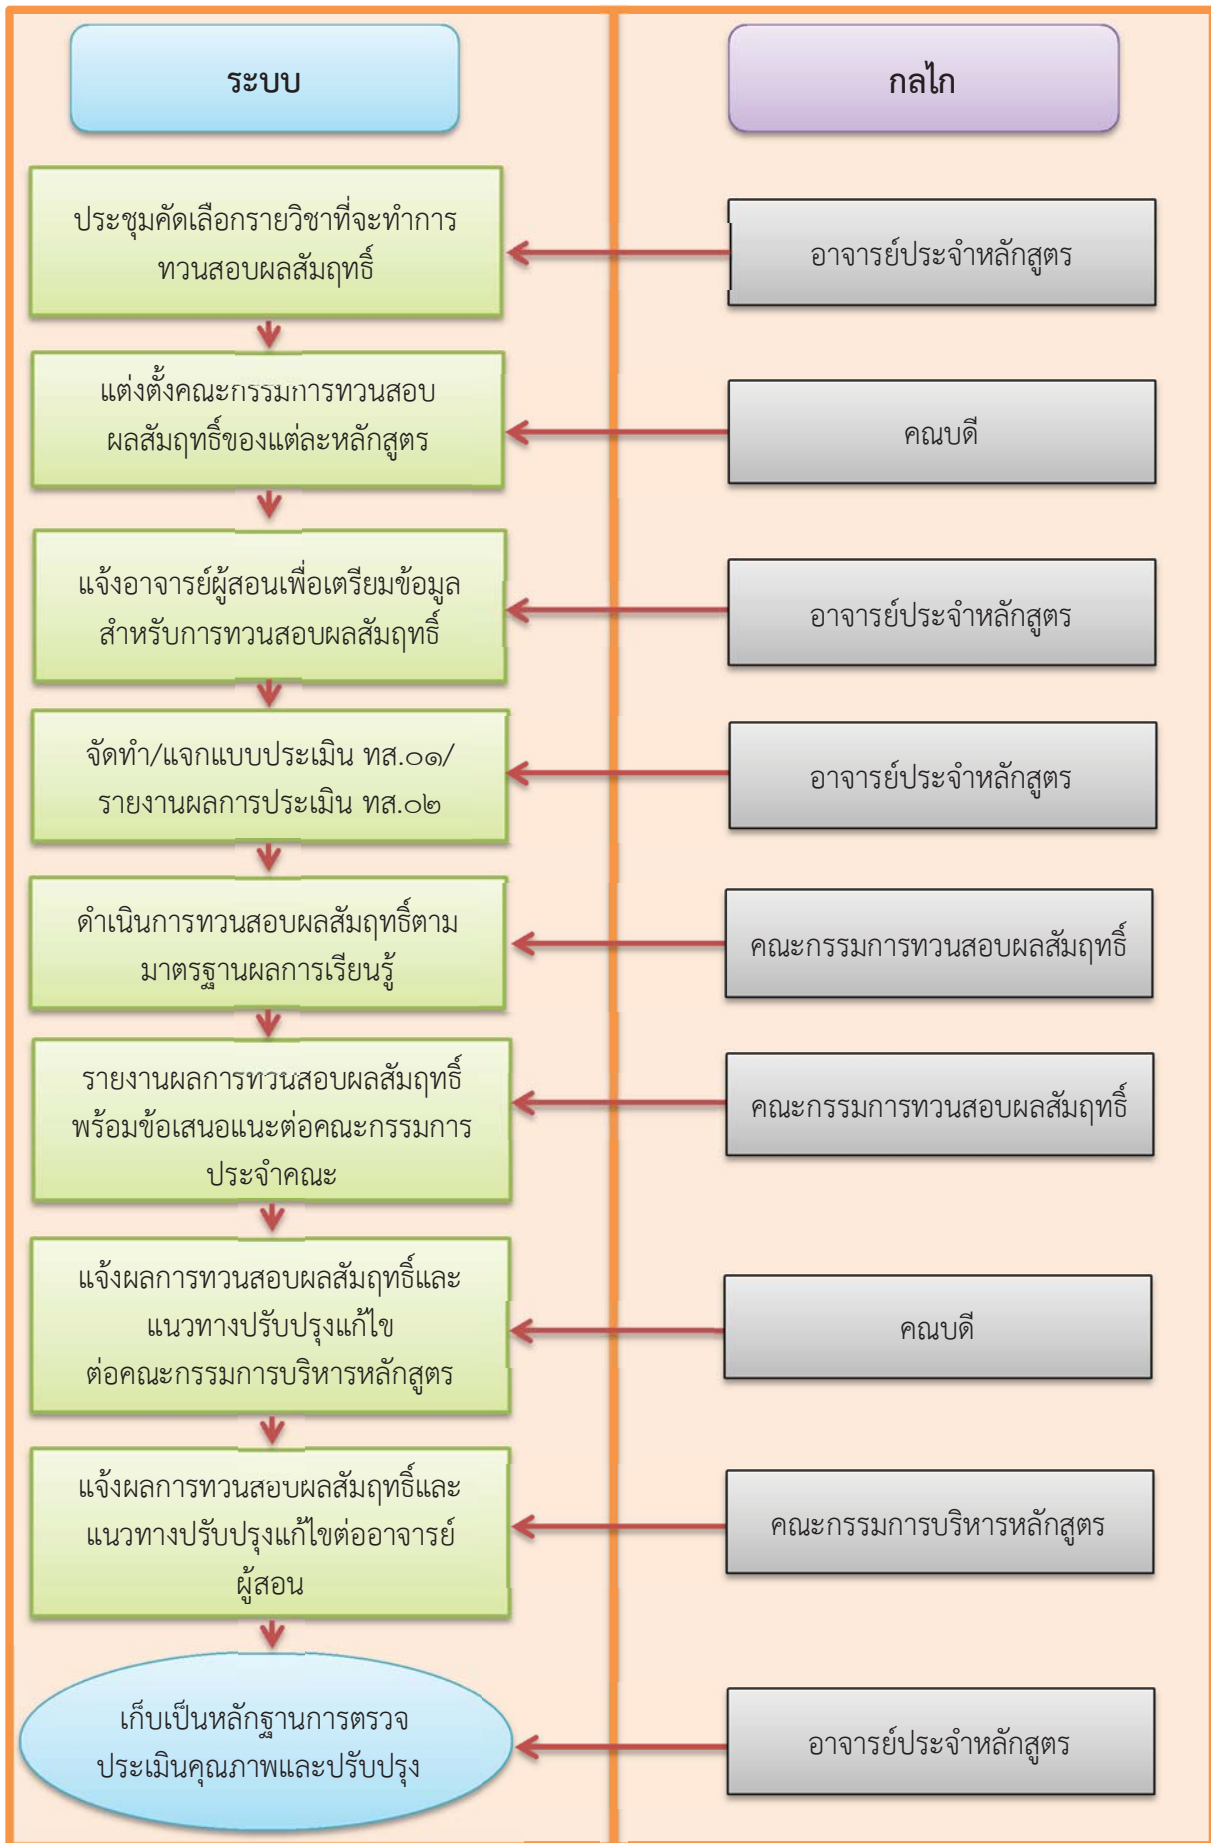 ระบบ
กลไก
ประชุมคัดเลือกรายวิชาที่จะทำการ
ทวนสอบผลสัมฤทธิ์
อาจารย์ประจำหลักสูตร
แต่งตั้งคณะกรรมการทวนสอบ
ผลสัมฤทธิ์ของแต่ละหลักสูตร
คณบดี
แจ้งอาจารย์ผู้สอนเพื่อเตรียมข้อมูล
สำหรับการทวนสอบผลสัมฤทธิ์
อาจารย์ประจำหลักสูตร
จัดทำ/แจกแบบประเมิน ทส.๐๑/
รายงานผลการประเมิน ทส.๐๒
อาจารย์ประจำหลักสูตร
ดำเนินการทวนสอบผลสัมฤทธิ์ตาม
มาตรฐานผลการเรียนรู้
คณะกรรมการทวนสอบผลสัมฤทธิ์
รายงานผลการทวนสอบผลสัมฤทธิ์
พร้อมข้อเสนอแนะต่อคณะกรรมการ
ประจำคณะ
คณะกรรมการทวนสอบผลสัมฤทธิ์
แจ้งผลการทวนสอบผลสัมฤทธิ์และ
แนวทางปรับปรุงแก้ไข
ต่อคณะกรรมการบริหารหลักสูตร
คณบดี
แจ้งผลการทวนสอบผลสัมฤทธิ์และ
แนวทางปรับปรุงแก้ไขต่ออาจารย์
ผู้สอน
คณะกรรมการบริหารหลักสูตร
เก็บเป็นหลักฐานการตรวจ
ประเมินคุณภาพและปรับปรุง
อาจารย์ประจำหลักสูตร